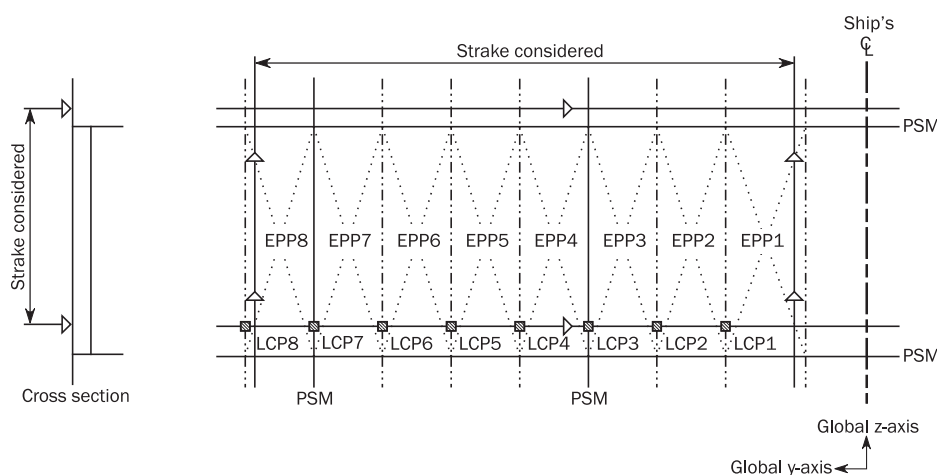 Ship's
℄
Strake considered
PSM
Strake considered
EPP8 EPP7 EPP6 EPP5 EPP4 EPP3 EPP2 EPP1
LCP8 LCP7 LCP6 LCP5 LCP4 LCP3 LCP2 LCP1
PSM
Cross section
PSM PSM
Global z-axis
Global y-axis